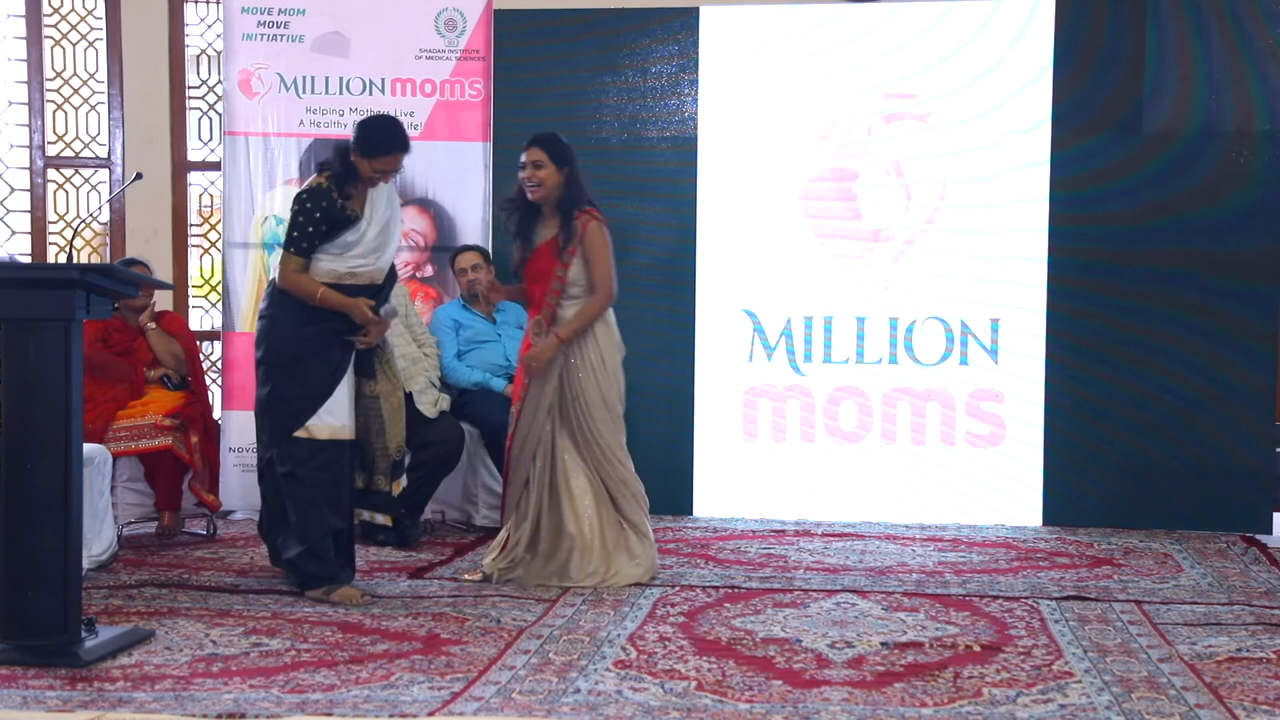 MOVE MOM
MOVE
INITIATIVE
SHADAN INSTITUTE
OF MEDICAL SCIENCES
MILLION moms
Helping Mothers Live
A Healthy
MILLION
moms